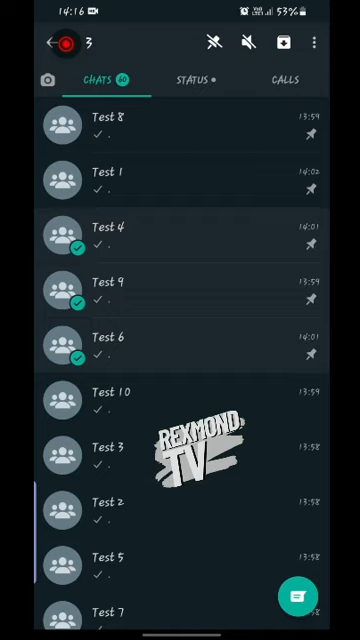 14:16
53%
3
CHATS 60
STATUS
CALLS
Test 8
13:59
.
Test 1
14:02
.
Test 4
14:01
.
Test 9
13:59
.
Test 6
14:01
.
Test 10
13:59
.
Test 3
13:58
.
Test 2
13:58
.
Test 5
13:58
.
Test 7
13:58
REXMOND
TV